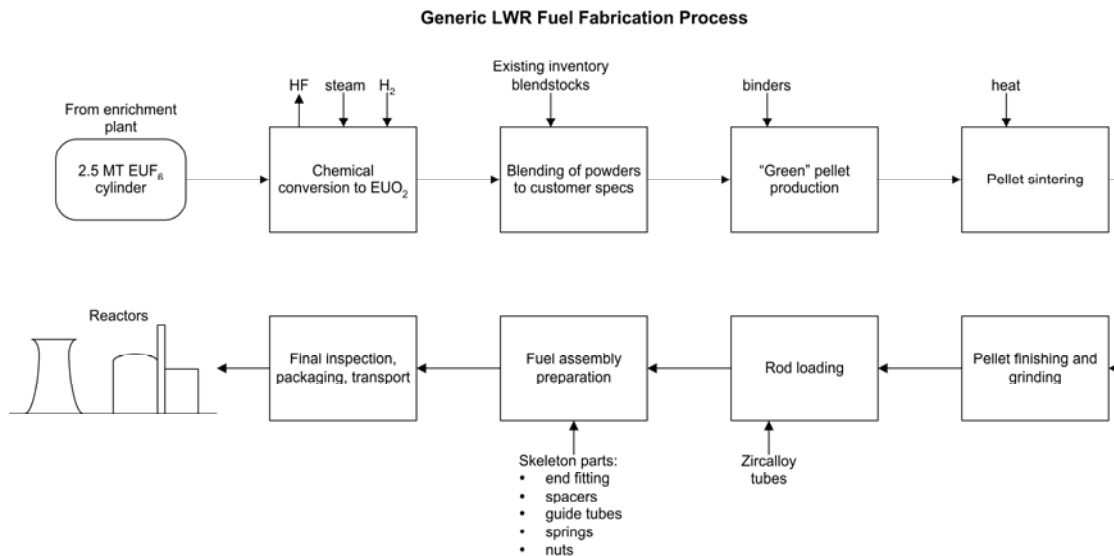 Generic LWR Fuel Fabrication Process
From enrichment
plant
2.5 MT EUF₆
cylinder
HF
steam
H₂
Chemical
conversion to EUO₂
Existing inventory
blendstocks
Blending of powders
to customer specs
binders
“Green” pellet
production
heat
Pellet sintering
Reactors
Final inspection,
packaging, transport
Fuel assembly
preparation
Rod loading
Pellet finishing and
grinding
Skeleton parts:
• end fitting
• spacers
• guide tubes
• springs
• nuts
Zircalloy
tubes